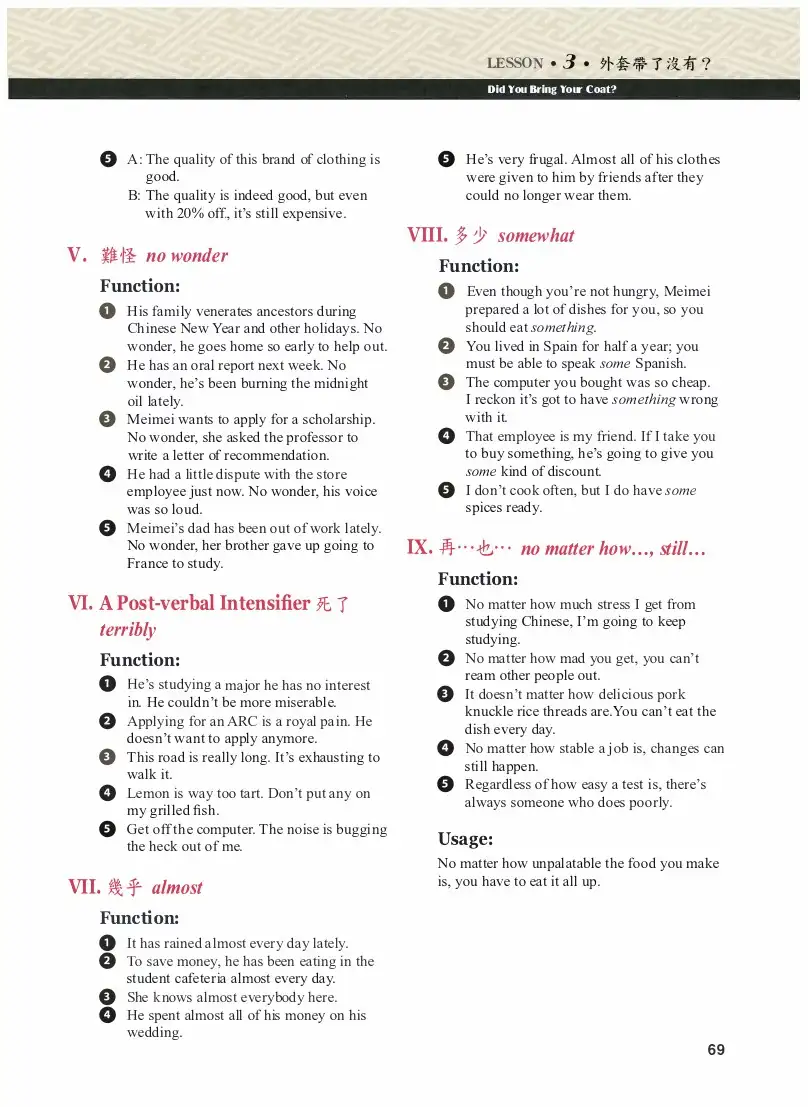 LESSON • 3 • 外套帶了沒有？
Did You Bring Your Coat?
5 A: The quality of this brand of clothing is
good.
B: The quality is indeed good, but even
with 20% off., it's still expensive.
V. 難怪 no wonder
Function:
1 His family venerates ancestors during
Chinese New Year and other holidays. No
wonder, he goes home so early to help out.
2 He has an oral report next week. No
wonder, he's been burning the midnight
oil lately.
3 Meimei wants to apply for a scholarship.
No wonder, she asked the professor to
write a letter of recommendation.
4 He had a little dispute with the store
employee just now. No wonder, his voice
was so loud.
5 Meimei's dad has been out of work lately.
No wonder, her brother gave up going to
France to study.
VI. A Post-verbal Intensifier 死了
terribly
Function:
1 He's studying a major he has no interest
in. He couldn't be more miserable.
2 Applying for an ARC is a royal pain. He
doesn't want to apply anymore.
3 This road is really long. It's exhausting to
walk it.
4 Lemon is way too tart. Don't put any on
my grilled fish.
5 Get off the computer. The noise is bugging
the heck out of me.
VII. 幾乎 almost
Function:
1 It has rained almost every day lately.
2 To save money, he has been eating in the
student cafeteria almost every day.
3 She knows almost everybody here.
4 He spent almost all of his money on his
wedding.
5 He's very frugal. Almost all of his clothes
were given to him by friends after they
could no longer wear them.
VIII. 多少 somewhat
Function:
1 Even though you're not hungry, Meimei
prepared a lot of dishes for you, so you
should eat something.
2 You lived in Spain for half a year; you
must be able to speak some Spanish.
3 The computer you bought was so cheap.
I reckon it's got to have something wrong
with it.
4 That employee is my friend. If I take you
to buy something, he's going to give you
some kind of discount.
5 I don't cook often, but I do have some
spices ready.
IX. 再…也… no matter how…, still…
Function:
1 No matter how much stress I get from
studying Chinese, I'm going to keep
studying.
2 No matter how mad you get, you can't
ream other people out.
3 It doesn't matter how delicious pork
knuckle rice threads are.You can't eat the
dish every day.
4 No matter how stable a job is, changes can
still happen.
5 Regardless of how easy a test is, there's
always someone who does poorly.
Usage:
No matter how unpalatable the food you make
is, you have to eat it all up.
69